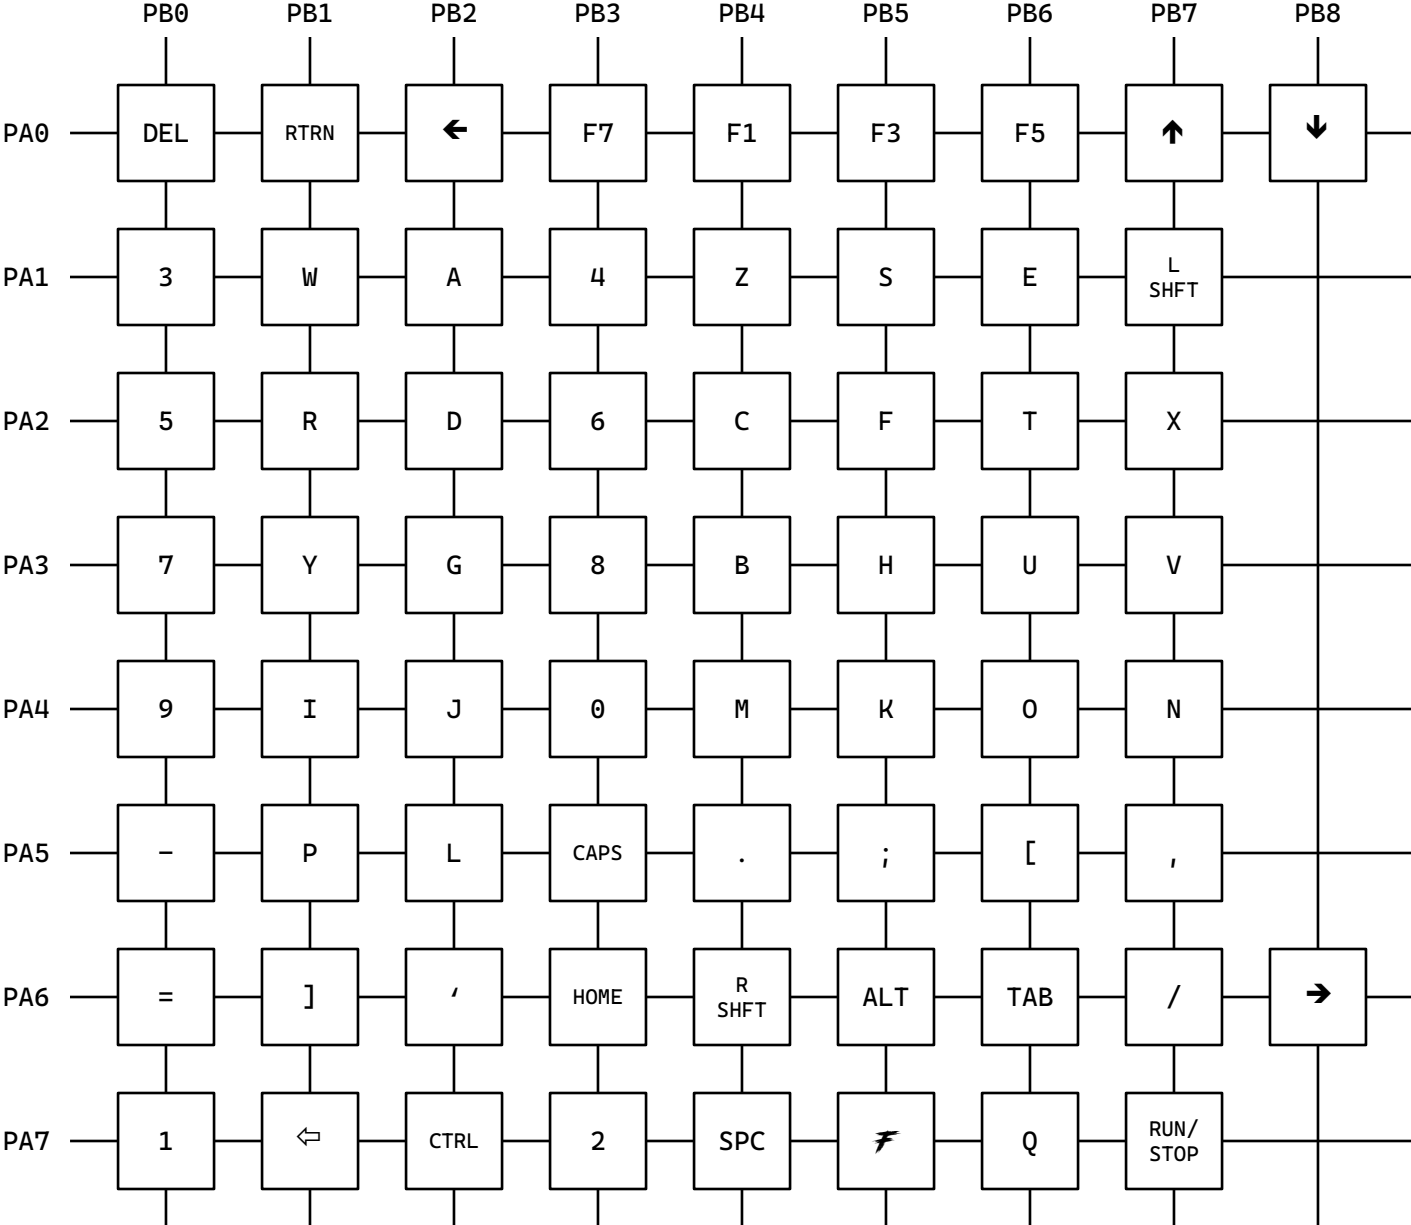 PB0 PB1 PB2 PB3 PB4 PB5 PB6 PB7 PB8
PA0 DEL RTRN 🡨 F7 F1 F3 F5 🡩 🡫
PA1 3 W A 4 Z S E L SHFT
PA2 5 R D 6 C F T X
PA3 7 Y G 8 B H U V
PA4 9 I J 0 M K O N
PA5 – P L CAPS . ; [ ,
PA6 = ] ‘ HOME R SHFT ALT TAB / 🡪
PA7 1 ⇦ CTRL 2 SPC F Q RUN/ STOP